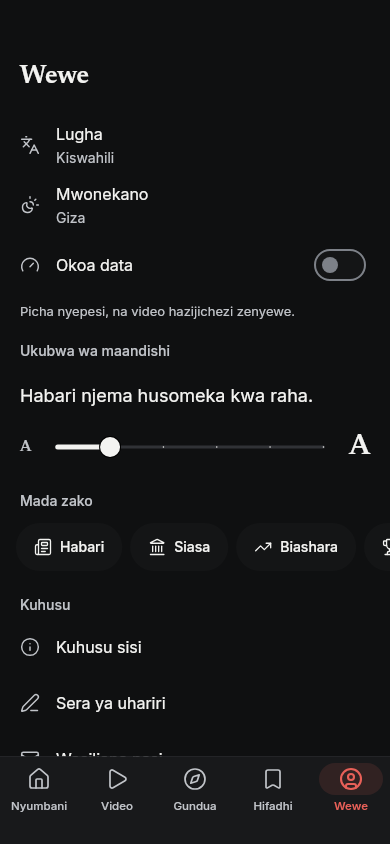 Wewe
Lugha
Kiswahili
Mwonekano
Giza
Okoa data
Picha nyepesi, na video hazijichezi zenyewe.
Ukubwa wa maandishi
Habari njema husomeka kwa raha.
A A
Mada zako
Habari Siasa Biashara
Kuhusu
Kuhusu sisi
Sera ya uhariri
Nyumbani Video Gundua Hifadhi Wewe